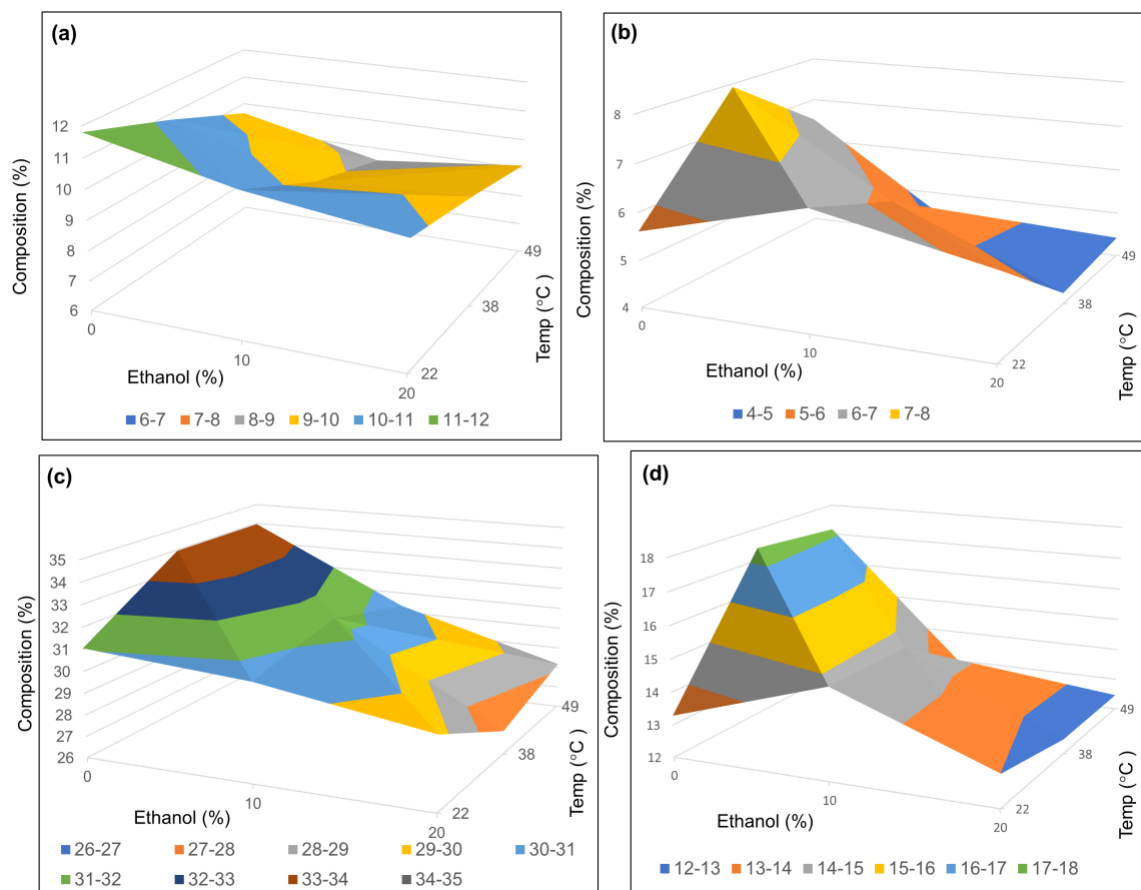 (a)
Composition (%)
12
11
10
9
8
7
6
0
10
20
Ethanol (%)
22
38
49
Temp (°C )
6-7 7-8 8-9 9-10 10-11 11-12
(b)
Composition (%)
8
7
6
5
4
0
10
20
Ethanol (%)
22
38
49
Temp (°C )
4-5 5-6 6-7 7-8
(c)
Composition (%)
35
34
33
32
31
30
29
28
27
26
0
10
20
Ethanol (%)
22
38
49
Temp (°C )
26-27 27-28 28-29 29-30 30-31
31-32 32-33 33-34 34-35
(d)
Composition (%)
18
17
16
15
14
13
12
0
10
20
Ethanol (%)
22
38
49
Temp (°C )
12-13 13-14 14-15 15-16 16-17 17-18